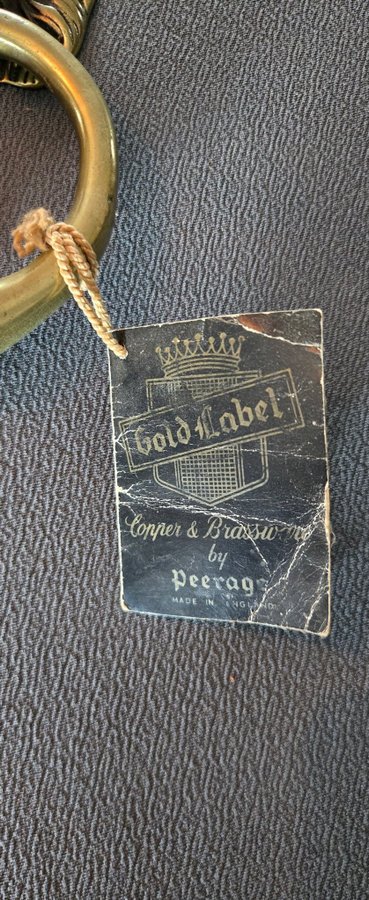 Gold Label
Copper & Brassware
by
Peerage
MADE IN ENGLAND